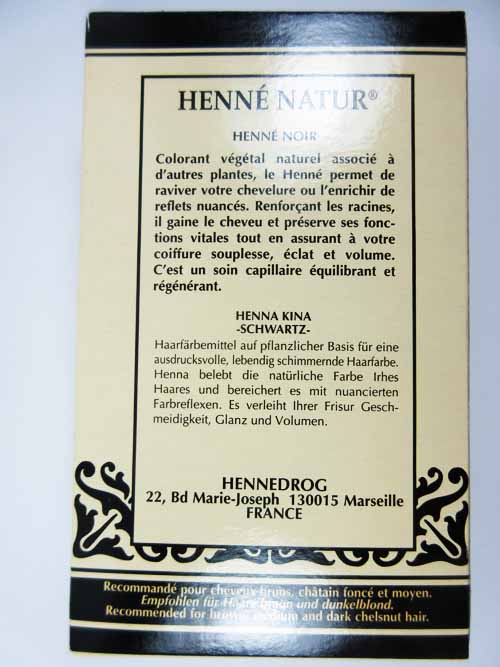 HENNÉ NATUR®
HENNÉ NOIR
Colorant végétal naturel associé à
d'autres plantes, le Henné permet de
raviver votre chevelure ou l'enrichir de
reflets nuancés. Renforçant les racines,
il gaine le cheveu et préserve ses fonc-
tions vitales tout en assurant à votre
coiffure souplesse, éclat et volume.
C'est un soin capillaire équilibrant et
régénérant.
HENNA KINA
-SCHWARTZ-
Haarfärbemittel auf pflanzlicher Basis für eine
ausdrucksvolle, lebendig schimmernde Haarfarbe.
Henna belebt die natürliche Farbe Irhes
Haares und bereichert es mit nuancierten
Farbreflexen. Es verleiht Ihrer Frisur Gesch-
meidigkeit, Glanz und Volumen.
HENNEDROG
22, Bd Marie-Joseph 130015 Marseille
FRANCE
Recommandé pour cheveux bruns, châtain foncé et moyen.
Empfohlen für Haare braun und dunkelblond.
Recommended for brown, medium and dark chelsnut hair.